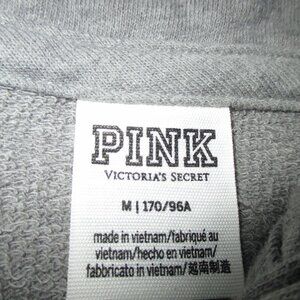 PINK
VICTORIA'S SECRET
M | 170/96A
made in vietnam/fabriqué au
vietnam/hecho en vietnam/
fabbricato in vietnam/越南制造